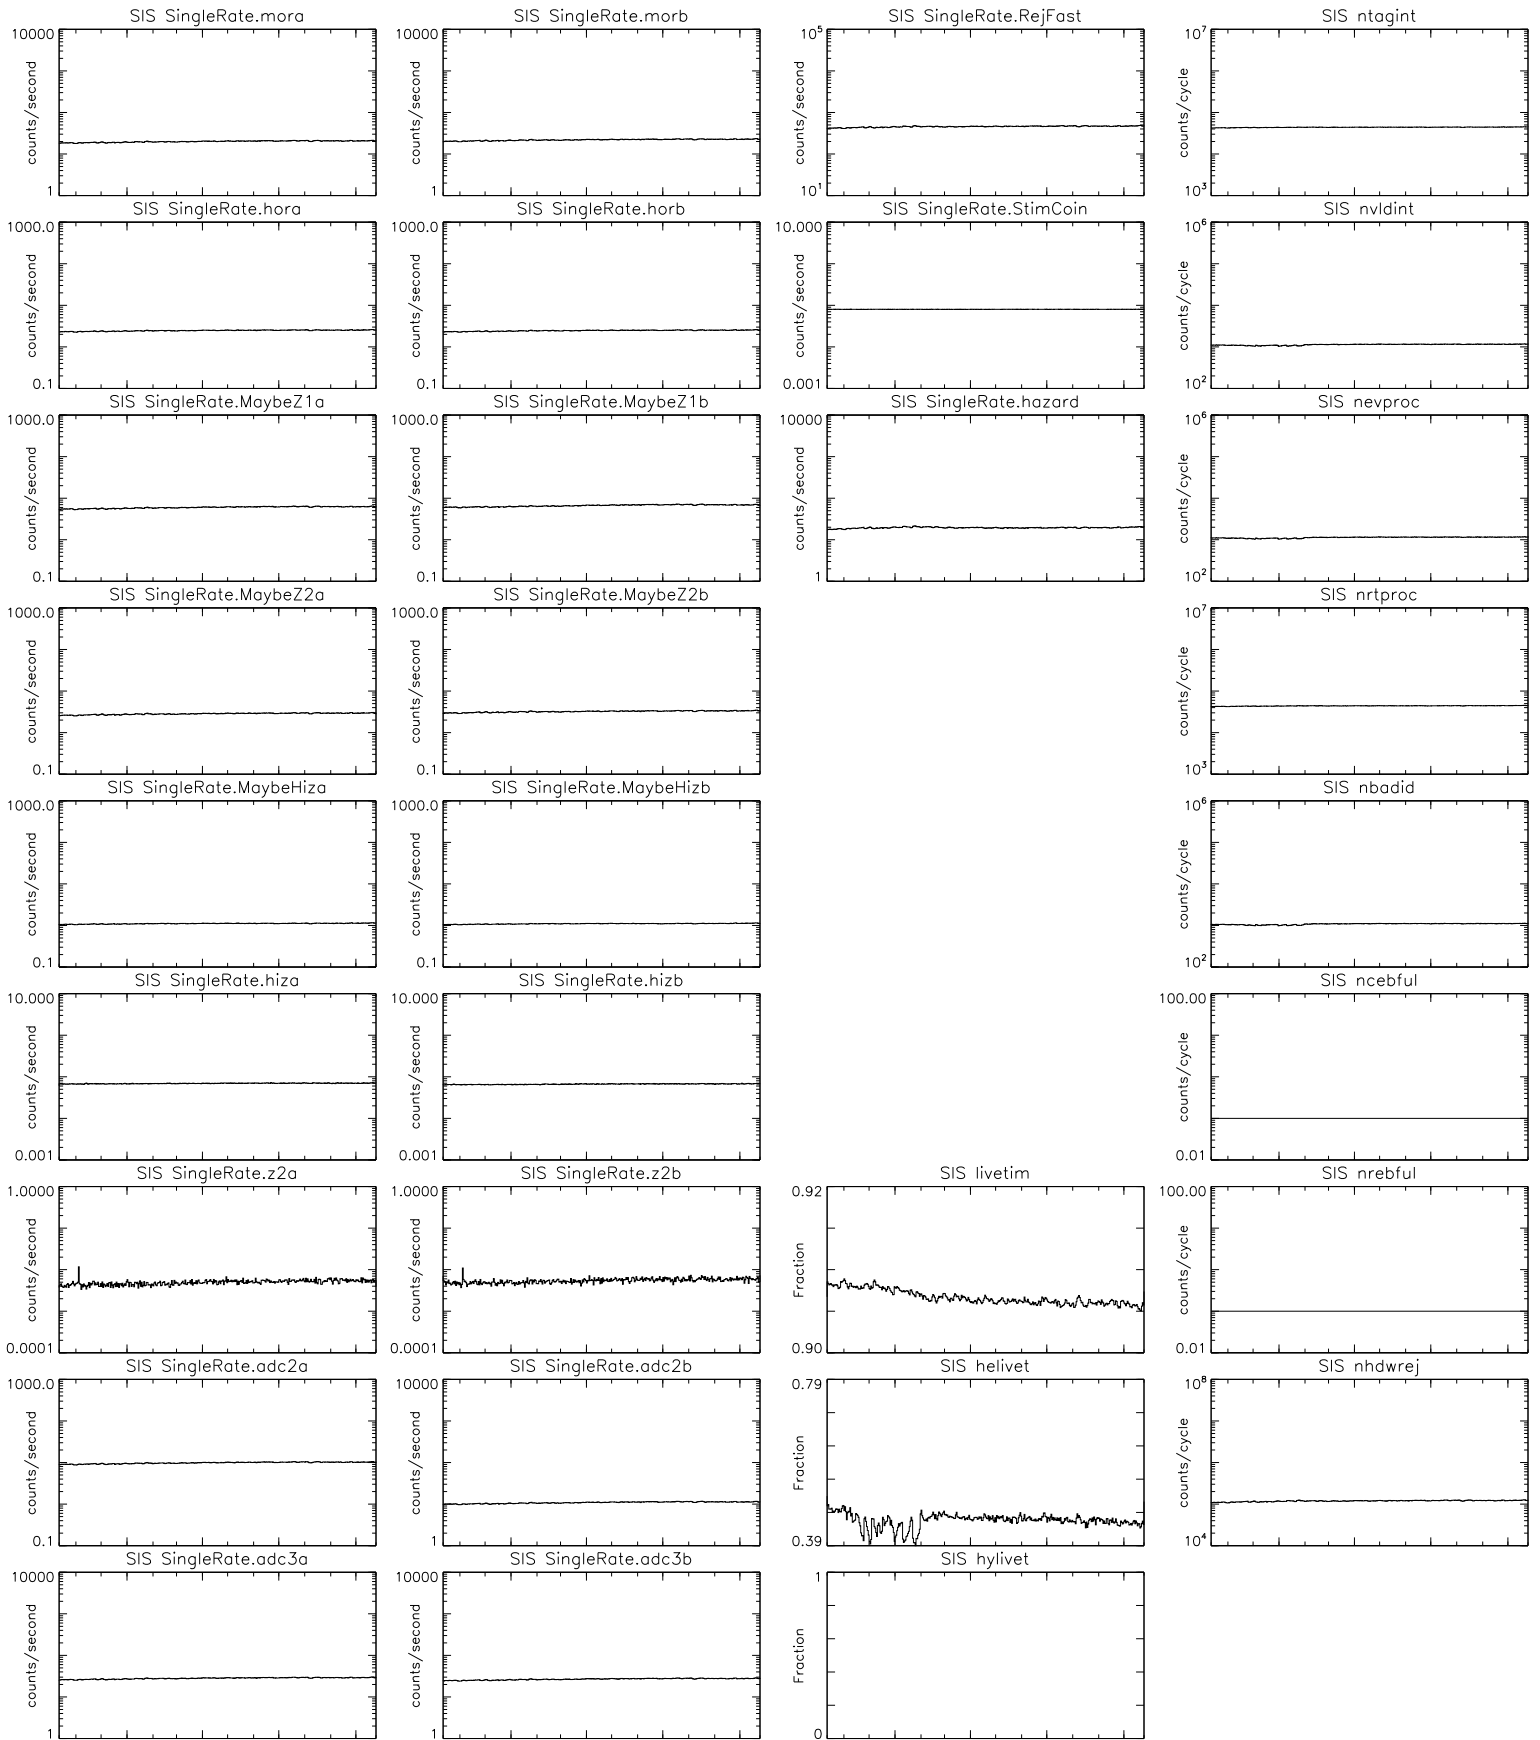 SIS SingleRate.mora
SIS SingleRate.morb
SIS SingleRate.RejFast
SIS ntagint
10000
counts/second
1
10000
counts/second
1
10^5
counts/second
10^1
10^7
counts/cycle
10^3
SIS SingleRate.hora
SIS SingleRate.horb
SIS SingleRate.StimCoin
SIS nvldint
1000.0
counts/second
0.1
1000.0
counts/second
0.1
10.000
counts/second
0.001
10^6
counts/cycle
10^2
SIS SingleRate.MaybeZ1a
SIS SingleRate.MaybeZ1b
SIS SingleRate.hazard
SIS nevproc
1000.0
counts/second
0.1
1000.0
counts/second
0.1
10000
counts/second
1
10^6
counts/cycle
10^2
SIS SingleRate.MaybeZ2a
SIS SingleRate.MaybeZ2b
SIS nrtproc
1000.0
counts/second
0.1
1000.0
counts/second
0.1
10^7
counts/cycle
10^3
SIS SingleRate.MaybeHiza
SIS SingleRate.MaybeHizb
SIS nbadid
1000.0
counts/second
0.1
1000.0
counts/second
0.1
10^6
counts/cycle
10^2
SIS SingleRate.hiza
SIS SingleRate.hizb
SIS ncebful
10.000
counts/second
0.001
10.000
counts/second
0.001
100.00
counts/cycle
0.01
SIS SingleRate.z2a
SIS SingleRate.z2b
SIS livetim
SIS nrebful
1.0000
counts/second
0.0001
1.0000
counts/second
0.0001
0.92
Fraction
0.90
100.00
counts/cycle
0.01
SIS SingleRate.adc2a
SIS SingleRate.adc2b
SIS helivet
SIS nhdwrej
1000.0
counts/second
0.1
10000
counts/second
1
0.79
Fraction
0.39
10^8
counts/cycle
10^4
SIS SingleRate.adc3a
SIS SingleRate.adc3b
SIS hylivet
10000
counts/second
1
10000
counts/second
1
1
Fraction
0